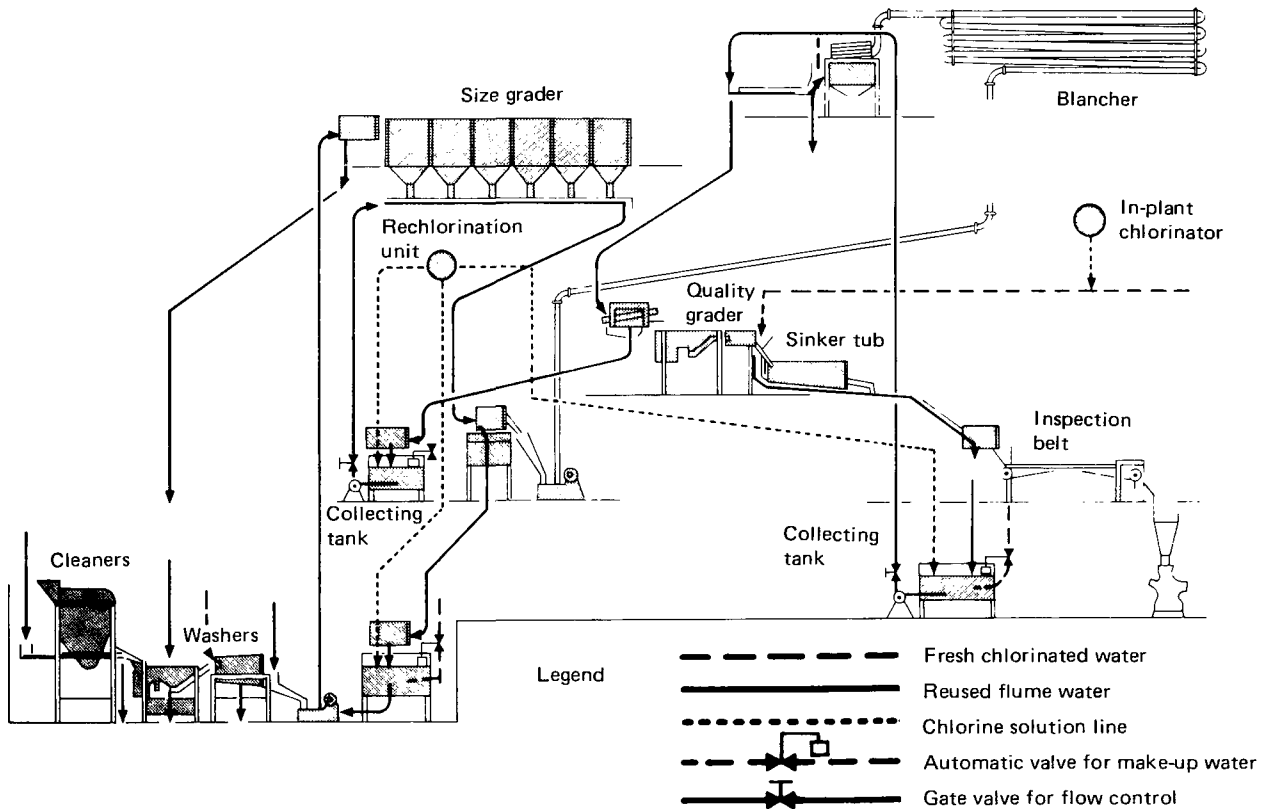 Size grader
Blancher
Rechlorination
unit
In-plant
chlorinator
Quality
grader
Sinker tub
Inspection
belt
Collecting
tank
Collecting
tank
Cleaners
Washers
Legend
Fresh chlorinated water
Reused flume water
Chlorine solution line
Automatic valve for make-up water
Gate valve for flow control